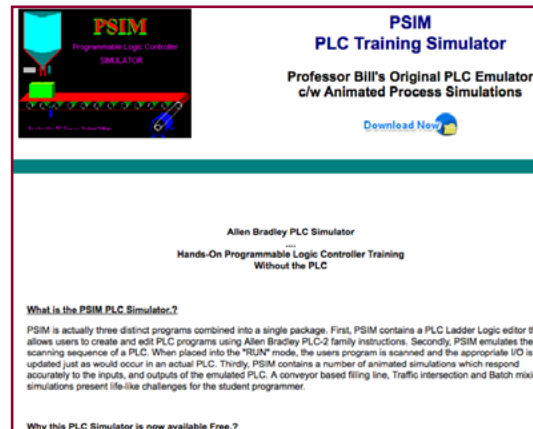 PSIM
Programmable Logic Controller
SIMULATOR
PSIM
PLC Training Simulator
Professor Bill's Original PLC Emulator
c/w Animated Process Simulations
Download Now
Allen Bradley PLC Simulator
....
Hands-On Programmable Logic Controller Training
Without the PLC
What is the PSIM PLC Simulator.?
PSIM is actually three distinct programs combined into a single package. First, PSIM contains a PLC Ladder Logic editor th
allows users to create and edit PLC programs using Allen Bradley PLC-2 family instructions. Secondly, PSIM emulates the
scanning sequence of a PLC. When placed into the "RUN" mode, the users program is scanned and the appropriate I/O is
updated just as would occur in an actual PLC. Thirdly, PSIM contains a number of animated simulations which respond
accurately to the inputs, and outputs of the emulated PLC. A conveyor based filling line, Traffic intersection and Batch mixi
simulations present life-like challenges for the student programmer.
Why this PLC Simulator is now available Free.?